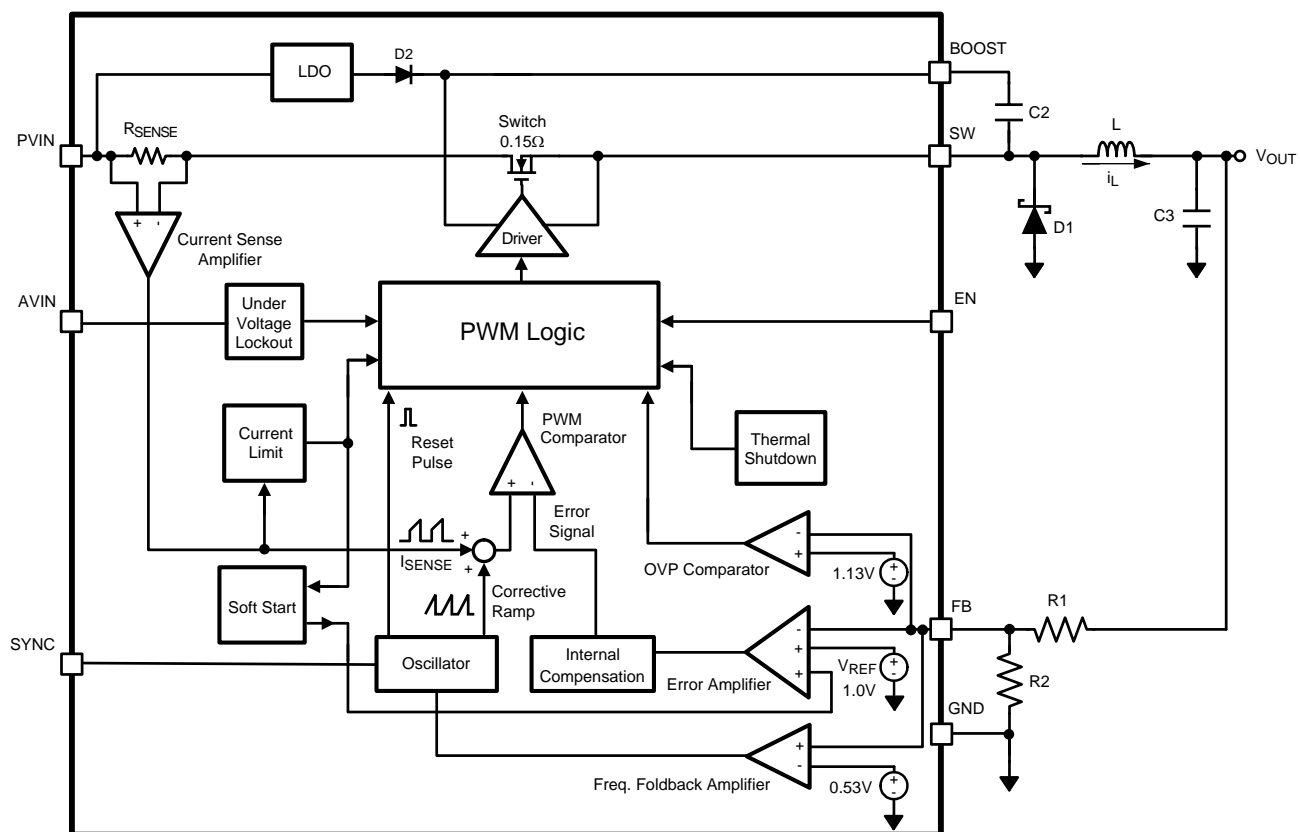 BOOST
D2
LDO
C2
PVIN
RSENSE
Switch
0.15Ω
SW
L
VOUT
iL
+ -
Current Sense
Amplifier
Driver
D1
C3
AVIN
Under
Voltage
Lockout
PWM Logic
EN
Current
Limit
Reset
Pulse
PWM
Comparator
+ -
Thermal
Shutdown
Error
Signal
ISENSE
+
+
Corrective
Ramp
OVP Comparator
-
+
1.13V
+
-
Soft Start
FB
R1
SYNC
Oscillator
Internal
Compensation
Error Amplifier
-
+
+
VREF
1.0V
+
-
R2
GND
Freq. Foldback Amplifier
+
-
0.53V
+
-